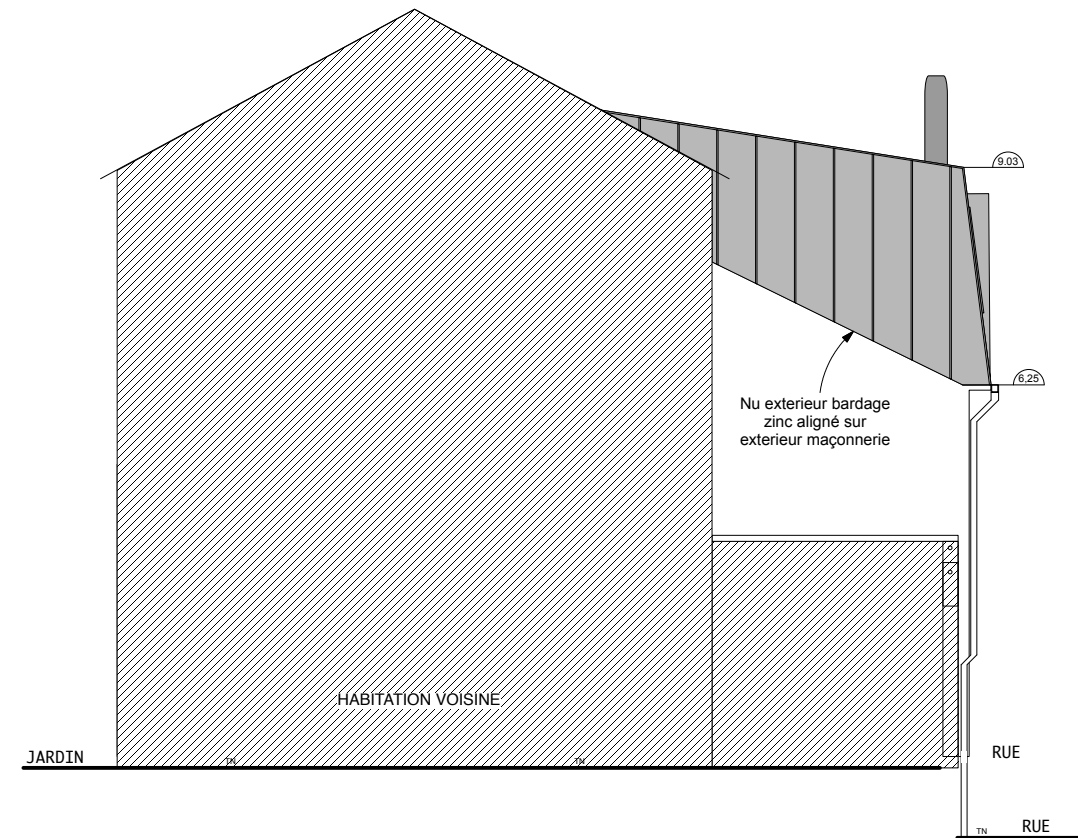 9.03
6,25
Nu exterieur bardage
zinc aligné sur
exterieur maçonnerie
HABITATION VOISINE
JARDIN
TN
TN
RUE
TN
RUE